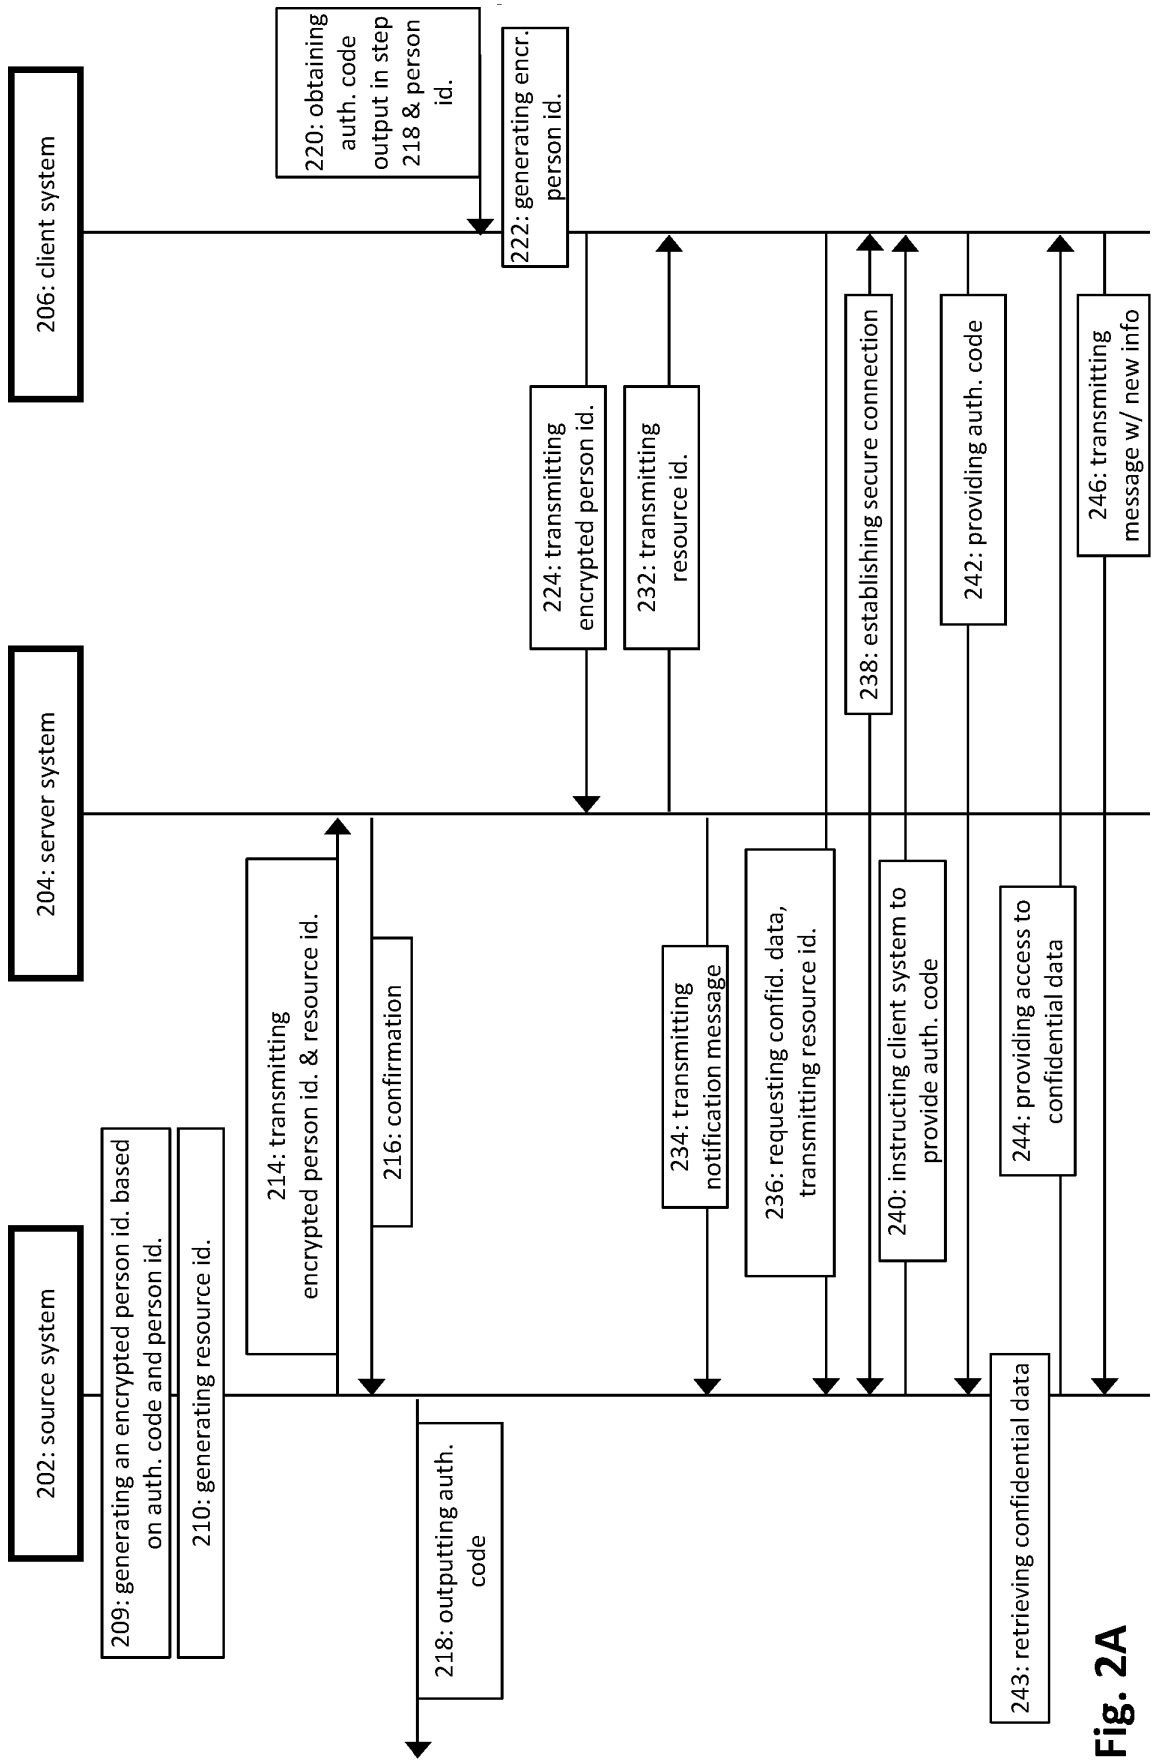 202: source system
204: server system
206: client system
209: generating an encrypted person id. based
on auth. code and person id.
210: generating resource id.
214: transmitting
encrypted person id. & resource id.
216: confirmation
218: outputting auth.
code
220: obtaining
auth. code
output in step
218 & person
id.
222: generating encr.
person id.
224: transmitting
encrypted person id.
232: transmitting
resource id.
234: transmitting
notification message
236: requesting confid. data,
transmitting resource id.
238: establishing secure connection
240: instructing client system to
provide auth. code
242: providing auth. code
243: retrieving confidential data
244: providing access to
confidential data
246: transmitting
message w/ new info
Fig. 2A